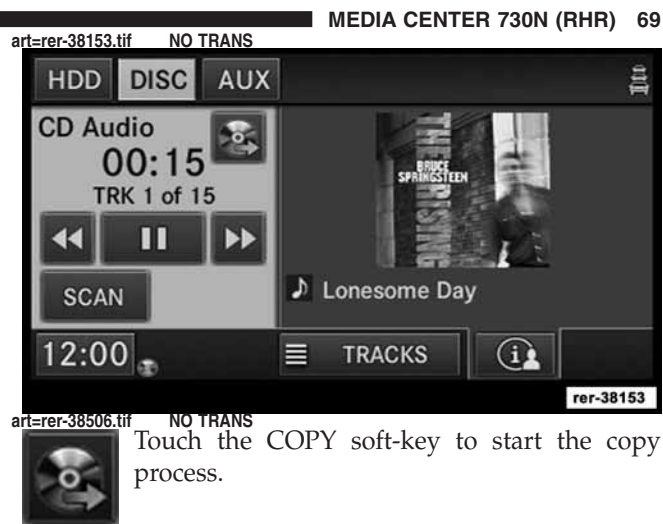 MEDIA CENTER 730N (RHR) 69
art=rer-38153.tif NO TRANS
HDD DISC AUX
CD Audio
00:15
TRK 1 of 15
SCAN
THE RISING
BRUCE
SPRINGSTEEN
Lonesome Day
12:00 TRACKS
rer-38153
art=rer-38506.tif NO TRANS
Touch the COPY soft-key to start the copy
process.